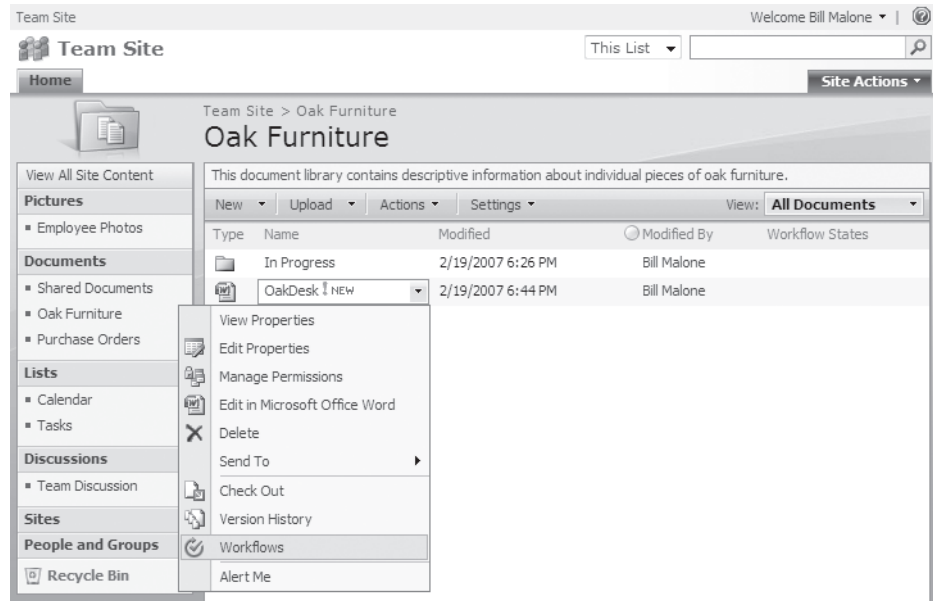 Team Site
Welcome Bill Malone
Team Site
This List
Home
Site Actions
Team Site > Oak Furniture
Oak Furniture
View All Site Content
Pictures
Employee Photos
Documents
Shared Documents
Oak Furniture
Purchase Orders
Lists
Calendar
Tasks
Discussions
Team Discussion
Sites
People and Groups
Recycle Bin
This document library contains descriptive information about individual pieces of oak furniture.
New Upload Actions Settings View: All Documents
Type Name Modified Modified By Workflow States
In Progress 2/19/2007 6:26 PM Bill Malone
OakDesk ! NEW 2/19/2007 6:44 PM Bill Malone
View Properties
Edit Properties
Manage Permissions
Edit in Microsoft Office Word
Delete
Send To
Check Out
Version History
Workflows
Alert Me